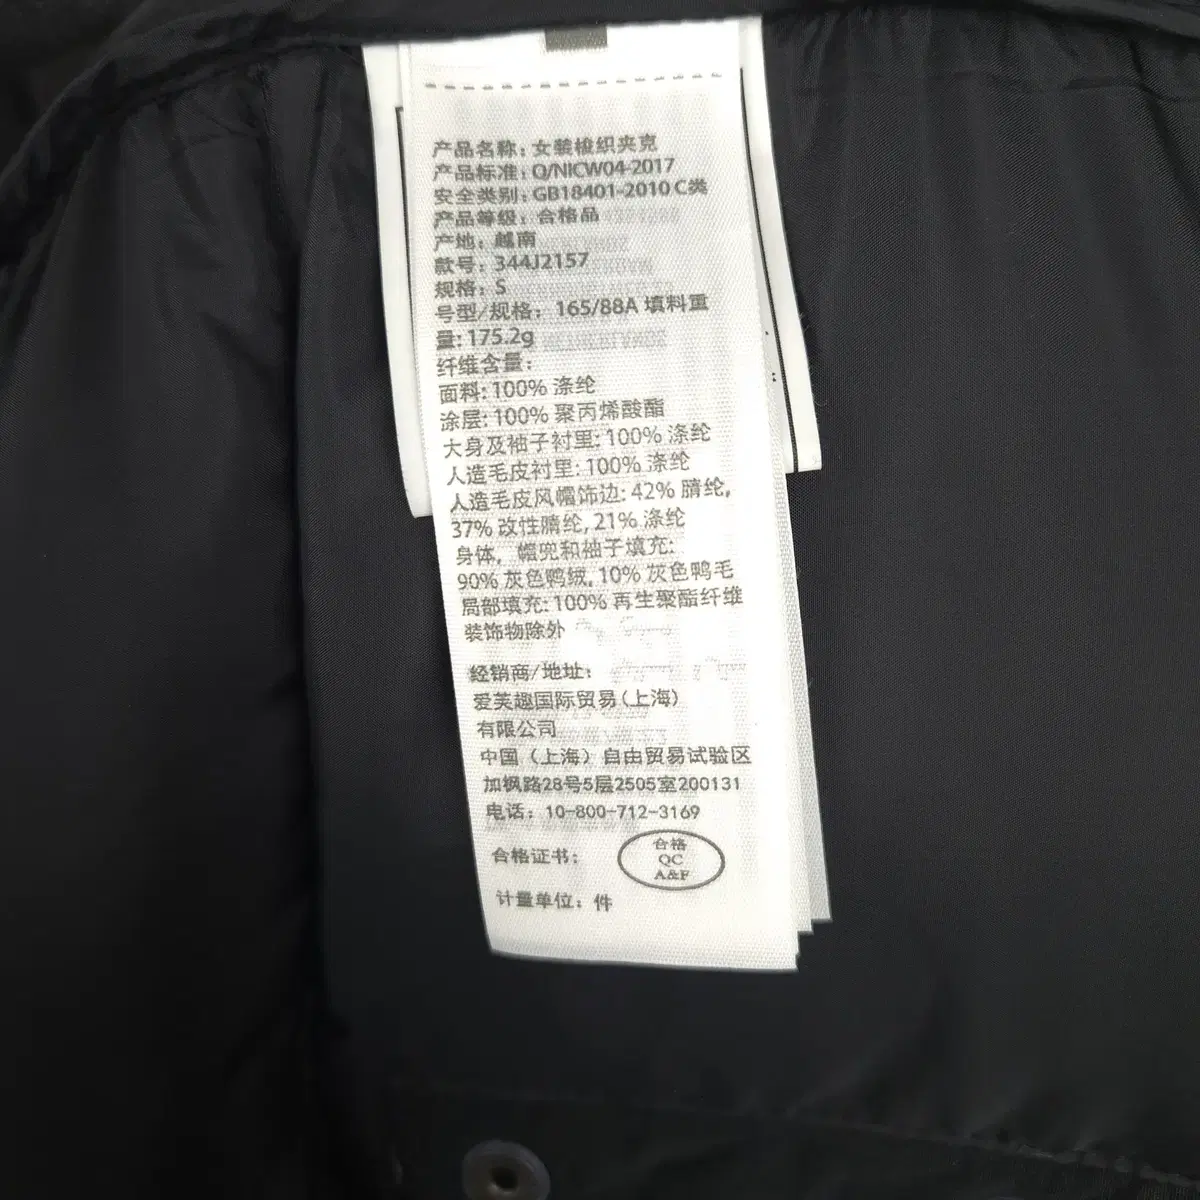 产品名称: 女装梭织夹克
产品标准: Q/NICW04-2017
安全类别: GB18401-2010 C类
产品等级: 合格品
产地: 越南
款号: 344J2157
规格: S
号型/规格: 165/88A 填料重
量: 175.2g
纤维含量:
面料: 100% 涤纶
涂层: 100% 聚丙烯酸酯
大身及袖子衬里: 100% 涤纶
人造毛皮衬里: 100% 涤纶
人造毛皮风帽饰边: 42% 腈纶,
37% 改性腈纶, 21% 涤纶
身体, 帽兜和袖子填充:
90% 灰色鸭绒, 10% 灰色鸭毛
局部填充: 100% 再生聚酯纤维
装饰物除外
经销商/地址:
爱芙趣国际贸易(上海)
有限公司
中国(上海)自由贸易试验区
加枫路28号5层2505室200131
电话: 10-800-712-3169
合格证书:
合格
QC
A&F
计量单位: 件